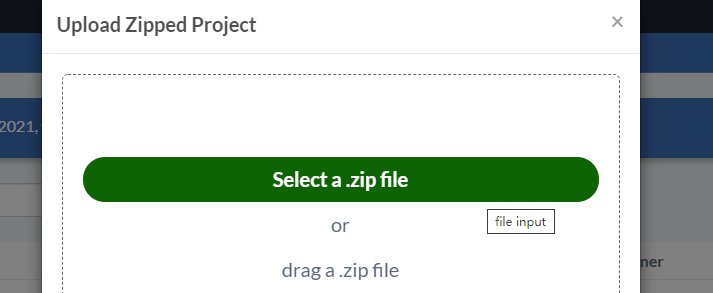 Upload Zipped Project
×
2021,
Select a .zip file
or
file input
drag a .zip file
ner